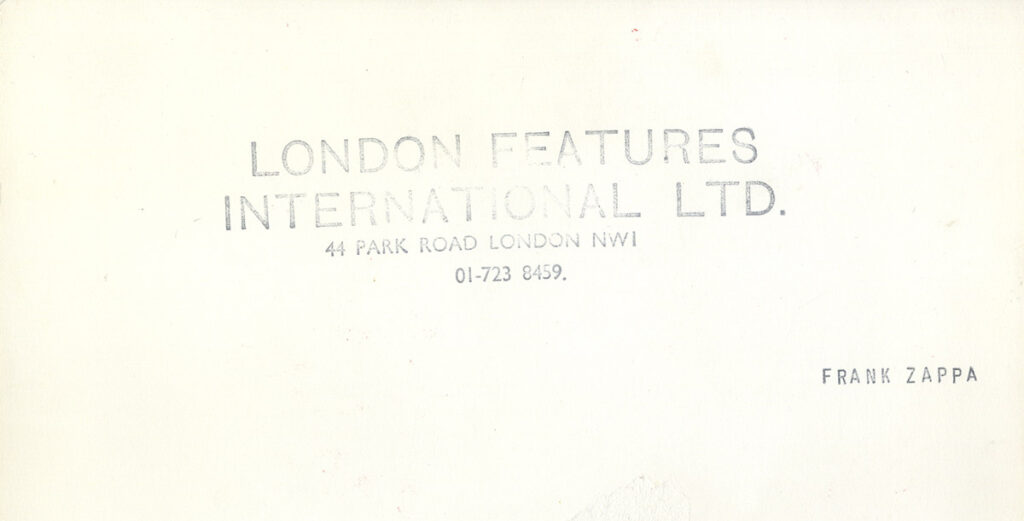 LONDON FEATURES
INTERNATIONAL LTD.
44 PARK ROAD LONDON NW1
01-723 8459.
FRANK ZAPPA